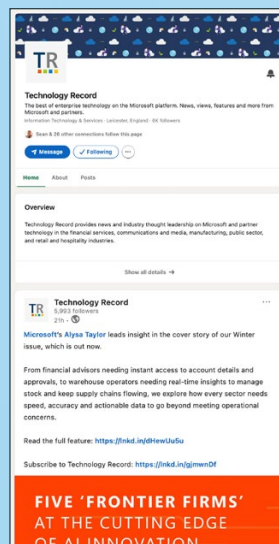 TR
Technology Record
The best of enterprise technology on the Microsoft platform. News, views, features and more from
Microsoft and partners.
Information Technology & Services · Leicester, England · 6K followers
Sean & 26 other connections follow this page
Message
Following
Home About Posts
Overview
Technology Record provides news and industry thought leadership on Microsoft and partner
technology in the financial services, communications and media, manufacturing, public sector,
and retail and hospitality industries.
Show all details →
TR
Technology Record
5,993 followers
21h ·
Microsoft's Alysa Taylor leads insight in the cover story of our Winter
issue, which is out now.
From financial advisors needing instant access to account details and
approvals, to warehouse operators needing real-time insights to manage
stock and keep supply chains flowing, we explore how every sector needs
speed, accuracy and actionable data to go beyond meeting operational
concerns.
Read the full feature: https://lnkd.in/dHewUu5u
Subscribe to Technology Record: https://lnkd.in/gjmwnDf
FIVE 'FRONTIER FIRMS'
AT THE CUTTING EDGE
OF AI INNOVATION